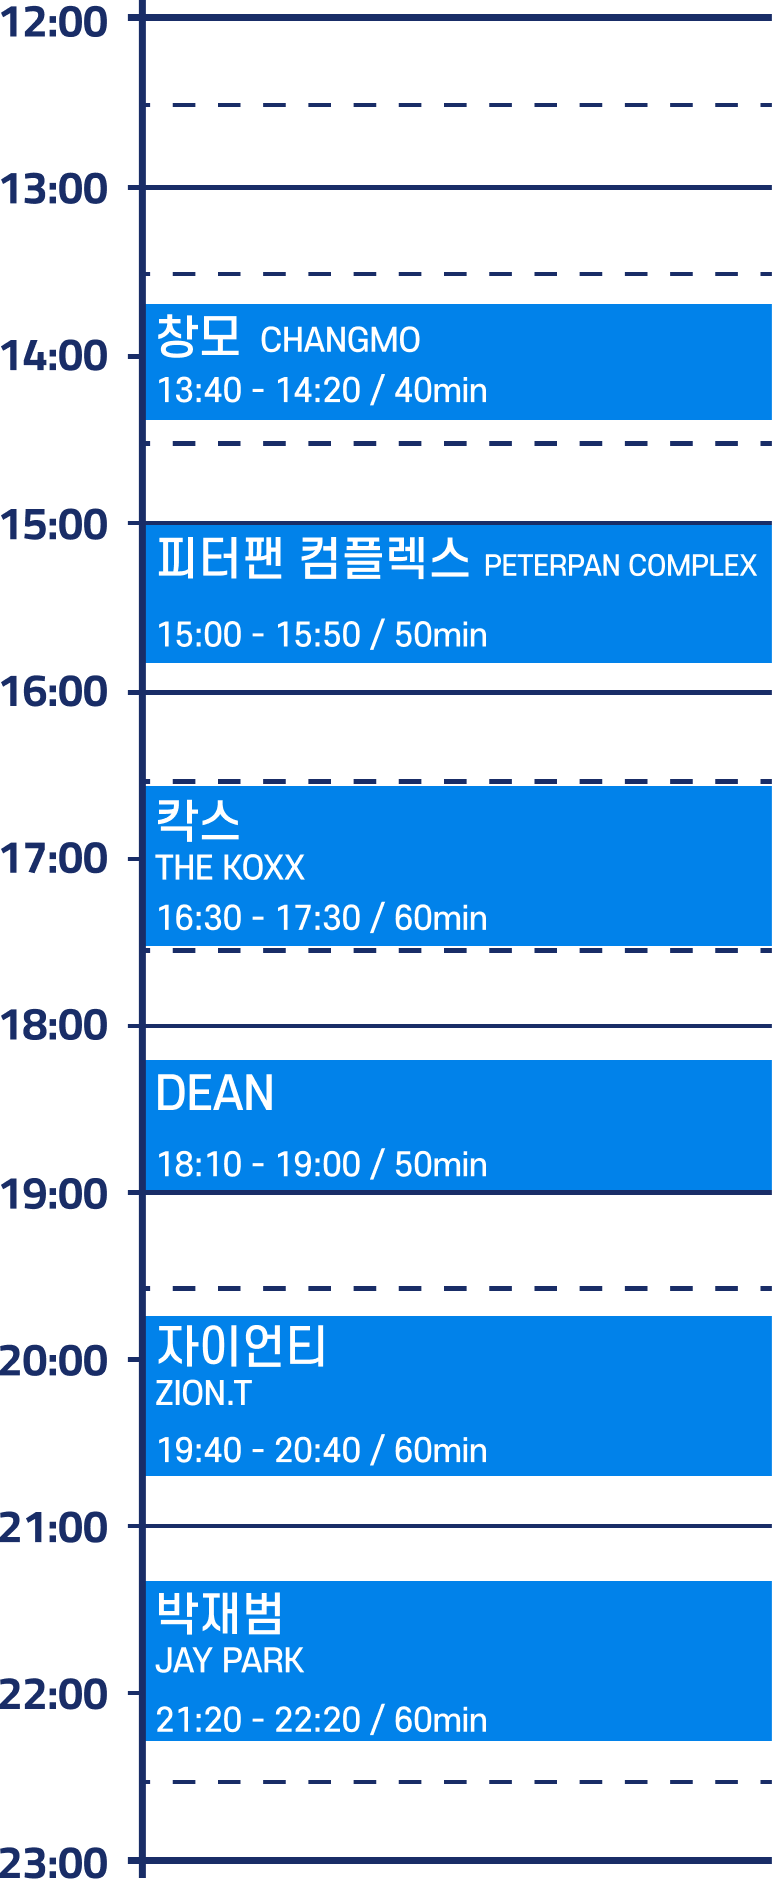 12:00
13:00
창모 CHANGMO
14:00
13:40 - 14:20 / 40min
15:00
피터팬 컴플렉스 PETERPAN COMPLEX
15:00 - 15:50 / 50min
16:00
칵스
17:00
THE KOXX
16:30 - 17:30 / 60min
18:00
DEAN
18:10 - 19:00 / 50min
19:00
자이언티
20:00
ZION.T
19:40 - 20:40 / 60min
21:00
박재범
JAY PARK
22:00
21:20 - 22:20 / 60min
23:00